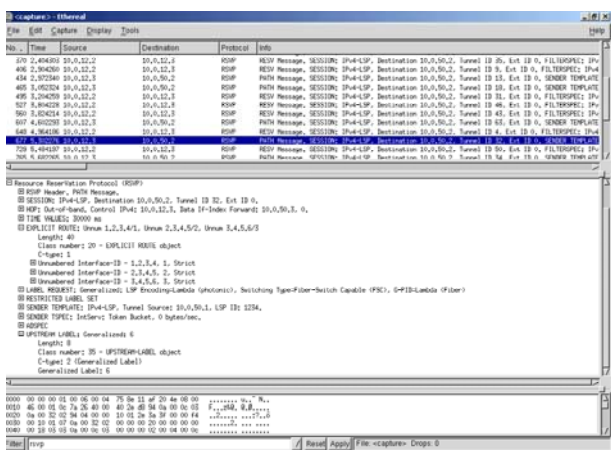 <capture> - Ethereal
File Edit Capture Display Tools Help
No. . Time Source Destination Protocol Info
370 2.404303 10.0.12.2 10.0.12.3 RSVP RESV Message. SESSION: IPv4-LSP, Destination 10.0.50.2, Tunnel ID 35, Ext ID 0. FILTERSPEC: IPv
406 2.904260 10.0.12.2 10.0.12.3 RSVP RESV Message. SESSION: IPv4-LSP, Destination 10.0.50.2, Tunnel ID 9, Ext ID 0. FILTERSPEC: IPv4
434 2.972340 10.0.12.3 10.0.50.2 RSVP PATH Message. SESSION: IPv4-LSP, Destination 10.0.50.2, Tunnel ID 13, Ext ID 0. SENDER TEMPLATE
465 3.052324 10.0.12.3 10.0.50.2 RSVP PATH Message. SESSION: IPv4-LSP, Destination 10.0.50.2, Tunnel ID 18, Ext ID 0. SENDER TEMPLATE
495 3.204259 10.0.12.2 10.0.12.3 RSVP RESV Message. SESSION: IPv4-LSP, Destination 10.0.50.2, Tunnel ID 31, Ext ID 0. FILTERSPEC: IPv
527 3.804228 10.0.12.2 10.0.12.3 RSVP RESV Message. SESSION: IPv4-LSP, Destination 10.0.50.2, Tunnel ID 46, Ext ID 0. FILTERSPEC: IPv
560 3.824214 10.0.12.2 10.0.12.3 RSVP RESV Message. SESSION: IPv4-LSP, Destination 10.0.50.2, Tunnel ID 43, Ext ID 0. FILTERSPEC: IPv
607 4.602293 10.0.12.3 10.0.50.2 RSVP PATH Message. SESSION: IPv4-LSP, Destination 10.0.50.2, Tunnel ID 10, Ext ID 0. SENDER TEMPLATE
648 4.964186 10.0.12.2 10.0.12.3 RSVP RESV Message. SESSION: IPv4-LSP, Destination 10.0.50.2, Tunnel ID 4, Ext ID 0. FILTERSPEC: IPv4
677 5.302276 10.0.12.3 10.0.50.2 RSVP PATH Message. SESSION: IPv4-LSP, Destination 10.0.50.2, Tunnel ID 32, Ext ID 0. SENDER TEMPLATE
728 5.484187 10.0.12.2 10.0.12.3 RSVP RESV Message. SESSION: IPv4-LSP, Destination 10.0.50.2, Tunnel ID 50, Ext ID 0. FILTERSPEC: IPv
Resource ReserVation Protocol (RSVP)
RSVP Header. PATH Message.
SESSION: IPv4-LSP, Destination 10.0.50.2, Tunnel ID 32, Ext ID 0.
HOP: Out-of-band. Control IPv4: 10.0.12.3. Data If-Index Forward: 10.0.50.3, 0.
TIME VALUES: 30000 ms
EXPLICIT ROUTE: Unnum 1.2.3.4/1, Unnum 2.3.4.5/2, Unnum 3.4.5.6/3
Length: 40
Class number: 20 - EXPLICIT ROUTE object
C-type: 1
Unnumbered Interface-ID - 1.2.3.4, 1, Strict
Unnumbered Interface-ID - 2.3.4.5, 2, Strict
Unnumbered Interface-ID - 3.4.5.6, 3, Strict
LABEL REQUEST: Generalized: LSP Encoding=Lambda (photonic), Switching Type=Fiber-Switch Capable (FSC), G-PID=Lambda (Fiber)
RESTRICTED LABEL SET
SENDER TEMPLATE: IPv4-LSP, Tunnel Source: 10.0.50.1, LSP ID: 1234.
SENDER TSPEC: IntServ: Token Bucket, 0 bytes/sec.
ADSPEC
UPSTREAM LABEL: Generalized: 6
Length: 8
Class number: 35 - UPSTREAM-LABEL object
C-type: 2 (Generalized Label)
Generalized Label: 6
Filter: rsvp / Reset Apply File: <capture> Drops: 0